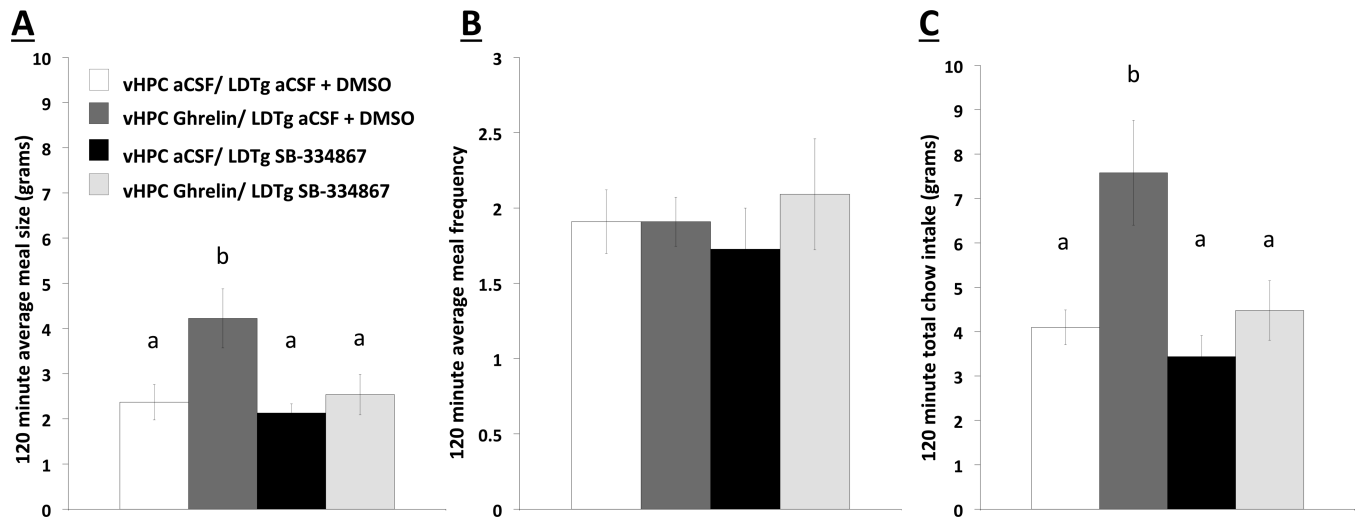 A
120 minute average meal size (grams)
10
9
8
7
6
5
4
3
2
1
0
vHPC aCSF/ LDTg aCSF + DMSO
vHPC Ghrelin/ LDTg aCSF + DMSO
vHPC aCSF/ LDTg SB-334867
vHPC Ghrelin/ LDTg SB-334867
a
b
a
a
B
120 minute average meal frequency
3
2.5
2
1.5
1
0.5
0
C
120 minute total chow intake (grams)
10
9
8
7
6
5
4
3
2
1
0
a
b
a
a